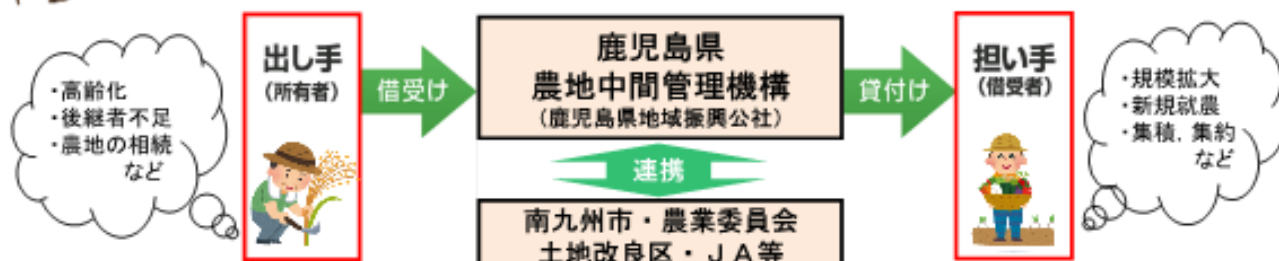 ・高齢化
・後継者不足
・農地の相続
など
出し手
（所有者）
借受け
鹿児島県
農地中間管理機構
（鹿児島県地域振興公社）
連携
南九州市・農業委員会
土地改良区・ＪＡ等
貸付け
担い手
（借受者）
・規模拡大
・新規就農
・集積，集約
など